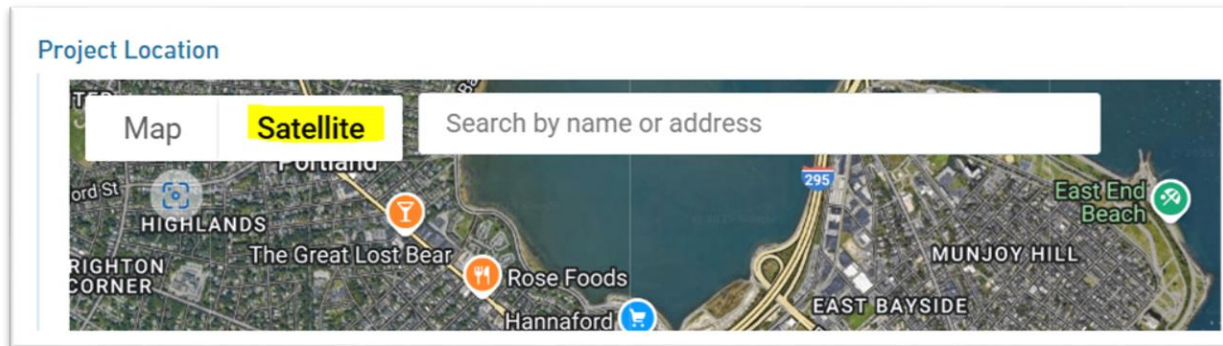 Project Location
Map
Satellite
Search by name or address
Portland
ord St
295
East End
Beach
HIGHLANDS
The Great Lost Bear
MUNJOY HILL
RIGHTON
CORNER
Rose Foods
EAST BAYSIDE
Hannaford